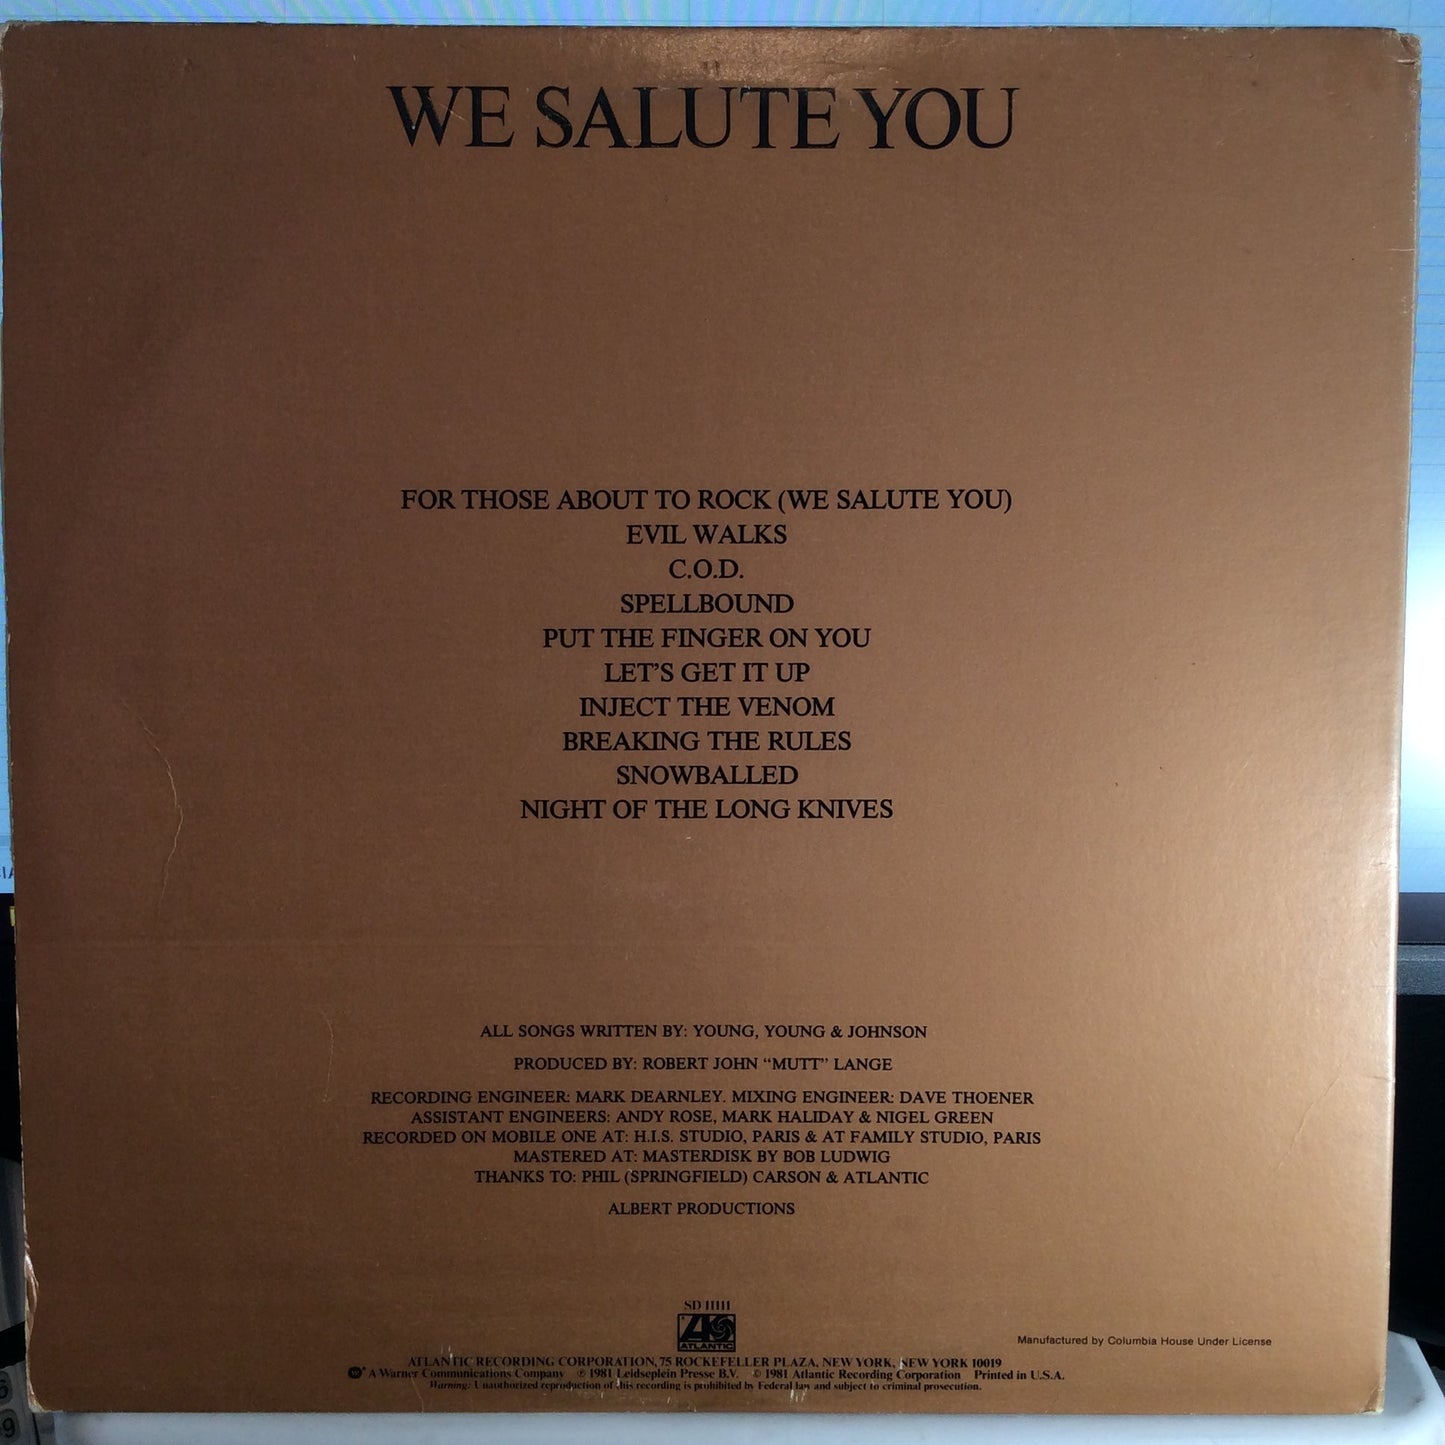 WE SALUTE YOU
FOR THOSE ABOUT TO ROCK (WE SALUTE YOU)
EVIL WALKS
C.O.D.
SPELLBOUND
PUT THE FINGER ON YOU
LET'S GET IT UP
INJECT THE VENOM
BREAKING THE RULES
SNOWBALLED
NIGHT OF THE LONG KNIVES
ALL SONGS WRITTEN BY: YOUNG, YOUNG & JOHNSON
PRODUCED BY: ROBERT JOHN “MUTT” LANGE
RECORDING ENGINEER: MARK DEARNLEY. MIXING ENGINEER: DAVE THOENER
ASSISTANT ENGINEERS: ANDY ROSE, MARK HALIDAY & NIGEL GREEN
RECORDED ON MOBILE ONE AT: H.I.S. STUDIO, PARIS & AT FAMILY STUDIO, PARIS
MASTERED AT: MASTERDISK BY BOB LUDWIG
THANKS TO: PHIL (SPRINGFIELD) CARSON & ATLANTIC
ALBERT PRODUCTIONS
SD 11111
ATLANTIC
Manufactured by Columbia House Under License
ATLANTIC RECORDING CORPORATION, 75 ROCKEFELLER PLAZA, NEW YORK, NEW YORK 10019
A Warner Communications Company ℗ 1981 Leidseplein Presse B.V. © 1981 Atlantic Recording Corporation Printed in U.S.A.
Warning: Unauthorized reproduction of this recording is prohibited by Federal law and subject to criminal prosecution.